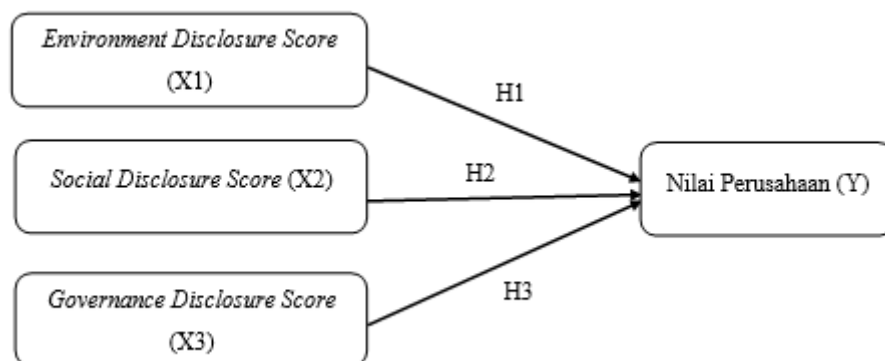 Environment Disclosure Score
(X1)
H1
Social Disclosure Score (X2)
H2
Nilai Perusahaan (Y)
Governance Disclosure Score
(X3)
H3